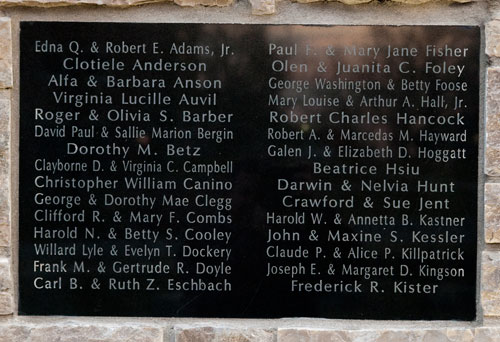 Edna Q. & Robert E. Adams, Jr.
Clotiele Anderson
Alfa & Barbara Anson
Virginia Lucille Auvil
Roger & Olivia S. Barber
David Paul & Sallie Marion Bergin
Dorothy M. Betz
Clayborne D. & Virginia C. Campbell
Christopher William Canino
George & Dorothy Mae Clegg
Clifford R. & Mary F. Combs
Harold N. & Betty S. Cooley
Willard Lyle & Evelyn T. Dockery
Frank M. & Gertrude R. Doyle
Carl B. & Ruth Z. Eschbach
Paul F. & Mary Jane Fisher
Olen & Juanita C. Foley
George Washington & Betty Foose
Mary Louise & Arthur A. Hall, Jr.
Robert Charles Hancock
Robert A. & Marcedas M. Hayward
Galen J. & Elizabeth D. Hoggatt
Beatrice Hsiu
Darwin & Nelvia Hunt
Crawford & Sue Jent
Harold W. & Annetta B. Kastner
John & Maxine S. Kessler
Claude P. & Alice P. Killpatrick
Joseph E. & Margaret D. Kingson
Frederick R. Kister